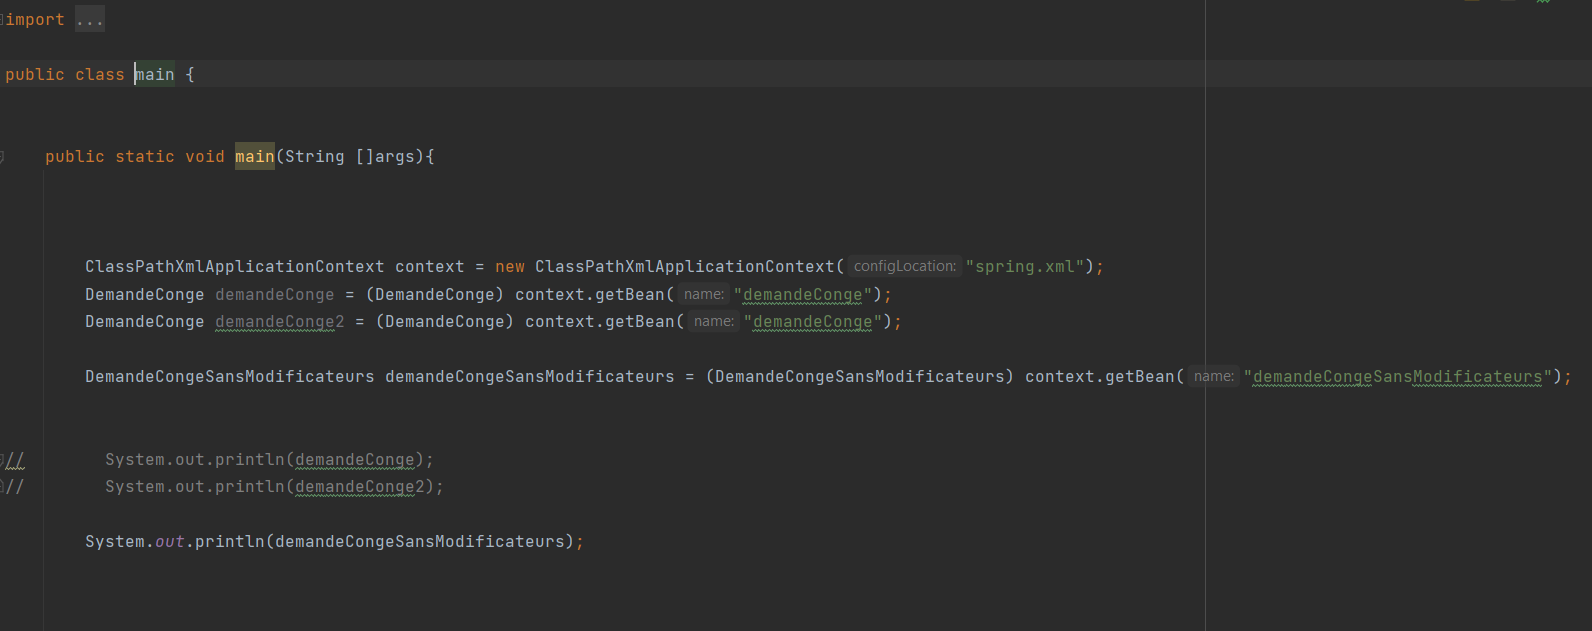 import ...
public class main {
public static void main(String []args){
ClassPathXmlApplicationContext context = new ClassPathXmlApplicationContext( configLocation: "spring.xml");
DemandeConge demandeConge = (DemandeConge) context.getBean( name: "demandeConge");
DemandeConge demandeConge2 = (DemandeConge) context.getBean( name: "demandeConge");
DemandeCongeSansModificateurs demandeCongeSansModificateurs = (DemandeCongeSansModificateurs) context.getBean( name: "demandeCongeSansModificateurs");
//        System.out.println(demandeConge);
//        System.out.println(demandeConge2);
System.out.println(demandeCongeSansModificateurs);